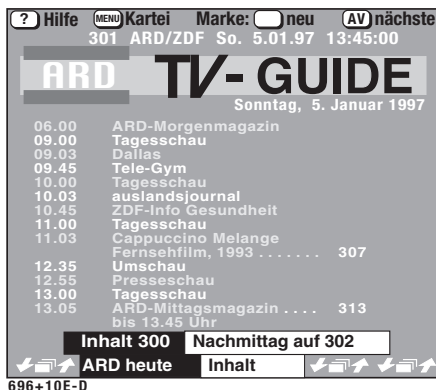 ? Hilfe MENU Kartei Marke: neu AV nächste
301 ARD/ZDF So. 5.01.97 13:45:00
ARD TV-GUIDE
Sonntag, 5. Januar 1997
06.00 ARD-Morgenmagazin
09.00 Tagesschau
09.03 Dallas
09.45 Tele-Gym
10.00 Tagesschau
10.03 auslandsjournal
10.45 ZDF-Info Gesundheit
11.00 Tagesschau
11.03 Cappuccino Melange
Fernsehfilm, 1993 . . . . . . . 307
12.35 Umschau
12.55 Presseschau
13.00 Tagesschau
13.05 ARD-Mittagsmagazin . . . . 313
bis 13.45 Uhr
Inhalt 300 Nachmittag auf 302
ARD heute Inhalt
696+10E-D